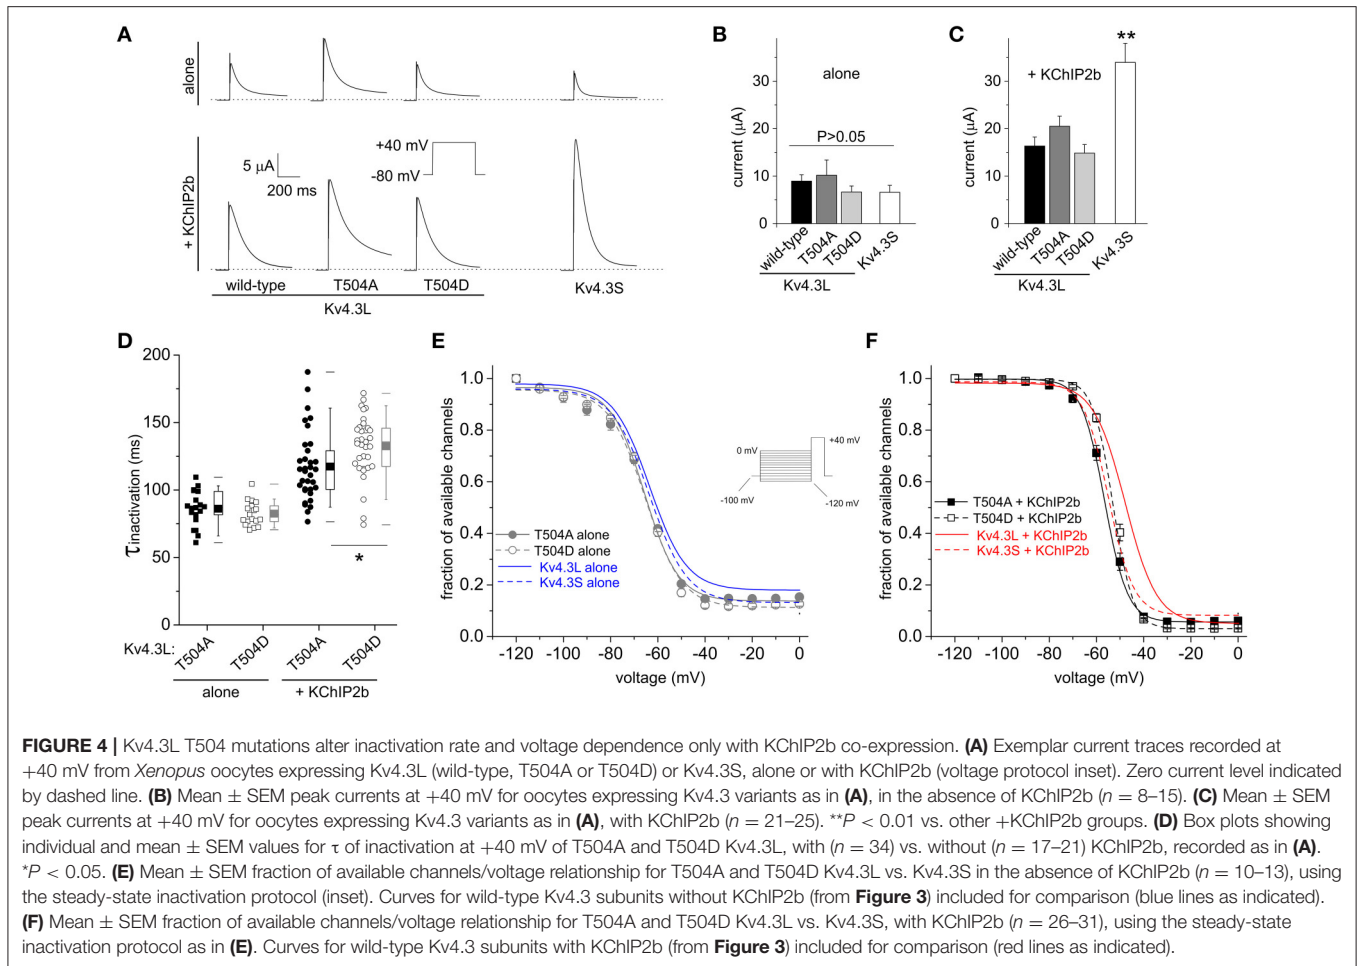 A
alone
+ KChIP2b
5 μA
200 ms
+40 mV
-80 mV
wild-type
T504A
T504D
Kv4.3S
Kv4.3L
B
alone
P>0.05
current (μA)
30
20
10
0
wild-type
T504A
T504D
Kv4.3S
Kv4.3L
C
**
+ KChIP2b
current (μA)
30
20
10
0
wild-type
T504A
T504D
Kv4.3S
Kv4.3L
D
τinactivation (ms)
200
150
100
50
0
*
Kv4.3L:
T504A
T504D
T504A
T504D
alone
+ KChIP2b
E
fraction of available channels
1.0
0.8
0.6
0.4
0.2
0.0
0 mV
+40 mV
-100 mV
-120 mV
T504A alone
T504D alone
Kv4.3L alone
Kv4.3S alone
-120 -100 -80 -60 -40 -20 0
voltage (mV)
F
fraction of available channels
1.0
0.8
0.6
0.4
0.2
0.0
T504A + KChIP2b
T504D + KChIP2b
Kv4.3L + KChIP2b
Kv4.3S + KChIP2b
-120 -100 -80 -60 -40 -20 0
voltage (mV)
FIGURE 4 | Kv4.3L T504 mutations alter inactivation rate and voltage dependence only with KChIP2b co-expression. (A) Exemplar current traces recorded at
+40 mV from Xenopus oocytes expressing Kv4.3L (wild-type, T504A or T504D) or Kv4.3S, alone or with KChIP2b (voltage protocol inset). Zero current level indicated
by dashed line. (B) Mean ± SEM peak currents at +40 mV for oocytes expressing Kv4.3 variants as in (A), in the absence of KChIP2b (n = 8–15). (C) Mean ± SEM
peak currents at +40 mV for oocytes expressing Kv4.3 variants as in (A), with KChIP2b (n = 21–25). **P < 0.01 vs. other +KChIP2b groups. (D) Box plots showing
individual and mean ± SEM values for τ of inactivation at +40 mV of T504A and T504D Kv4.3L, with (n = 34) vs. without (n = 17–21) KChIP2b, recorded as in (A).
*P < 0.05. (E) Mean ± SEM fraction of available channels/voltage relationship for T504A and T504D Kv4.3L vs. Kv4.3S in the absence of KChIP2b (n = 10–13), using
the steady-state inactivation protocol (inset). Curves for wild-type Kv4.3 subunits without KChIP2b (from Figure 3) included for comparison (blue lines as indicated).
(F) Mean ± SEM fraction of available channels/voltage relationship for T504A and T504D Kv4.3L vs. Kv4.3S, with KChIP2b (n = 26–31), using the steady-state
inactivation protocol as in (E). Curves for wild-type Kv4.3 subunits with KChIP2b (from Figure 3) included for comparison (red lines as indicated).